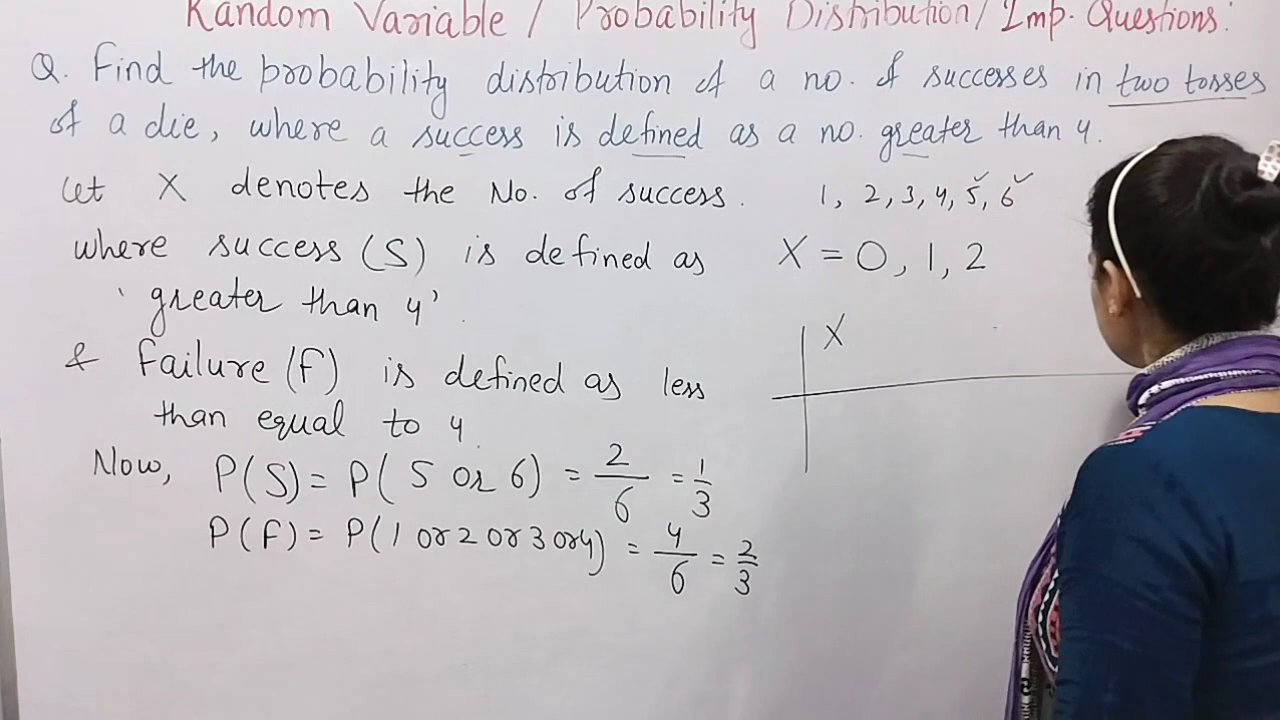 Random Variable / Probability Distribution / Imp. Questions:
Q. Find the probability distribution of a no. of successes in two tosses
of a die, where a success is defined as a no. greater than 4.
Let X denotes the No. of success.
1, 2, 3, 4, 5, 6
where success (S) is defined as
X = 0, 1, 2
'greater than 4'.
X
& Failure (F) is defined as less
than equal to 4
Now, P(S) = P( 5 or 6) = 2/6 = 1/3
P(F) = P(1 or 2 or 3 or 4) = 4/6 = 2/3